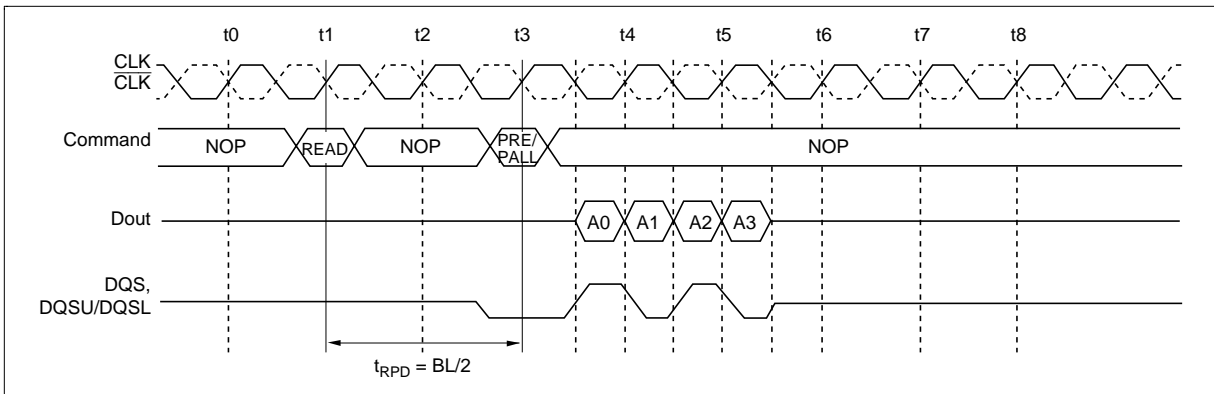 t0 t1 t2 t3 t4 t5 t6 t7 t8
CLK
CLK
Command
NOP READ NOP PRE/ NOP
PALL
Dout
A0 A1 A2 A3
DQS,
DQSU/DQSL
tRPD = BL/2